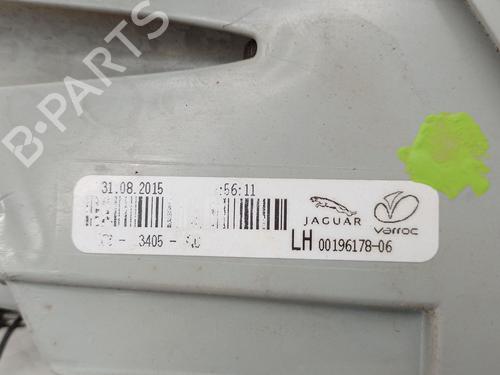 B-PARTS
31.08.2015 :56:11
JAGUAR varroc
3405
LH 00196178-06